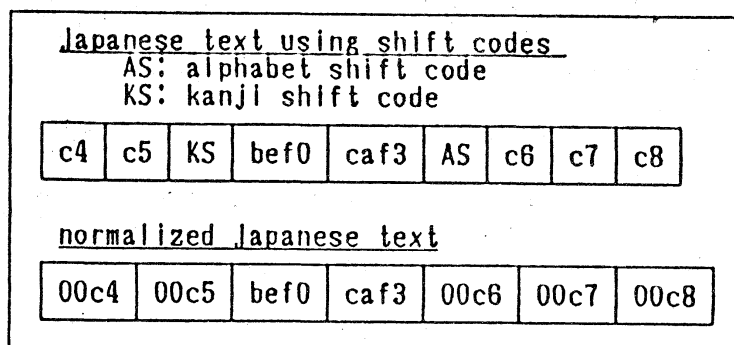 Japanese text using shift codes
AS: alphabet shift code
KS: kanji shift code
c4 c5 KS bef0 caf3 AS c6 c7 c8
normalized Japanese text
00c4 00c5 bef0 caf3 00c6 00c7 00c8